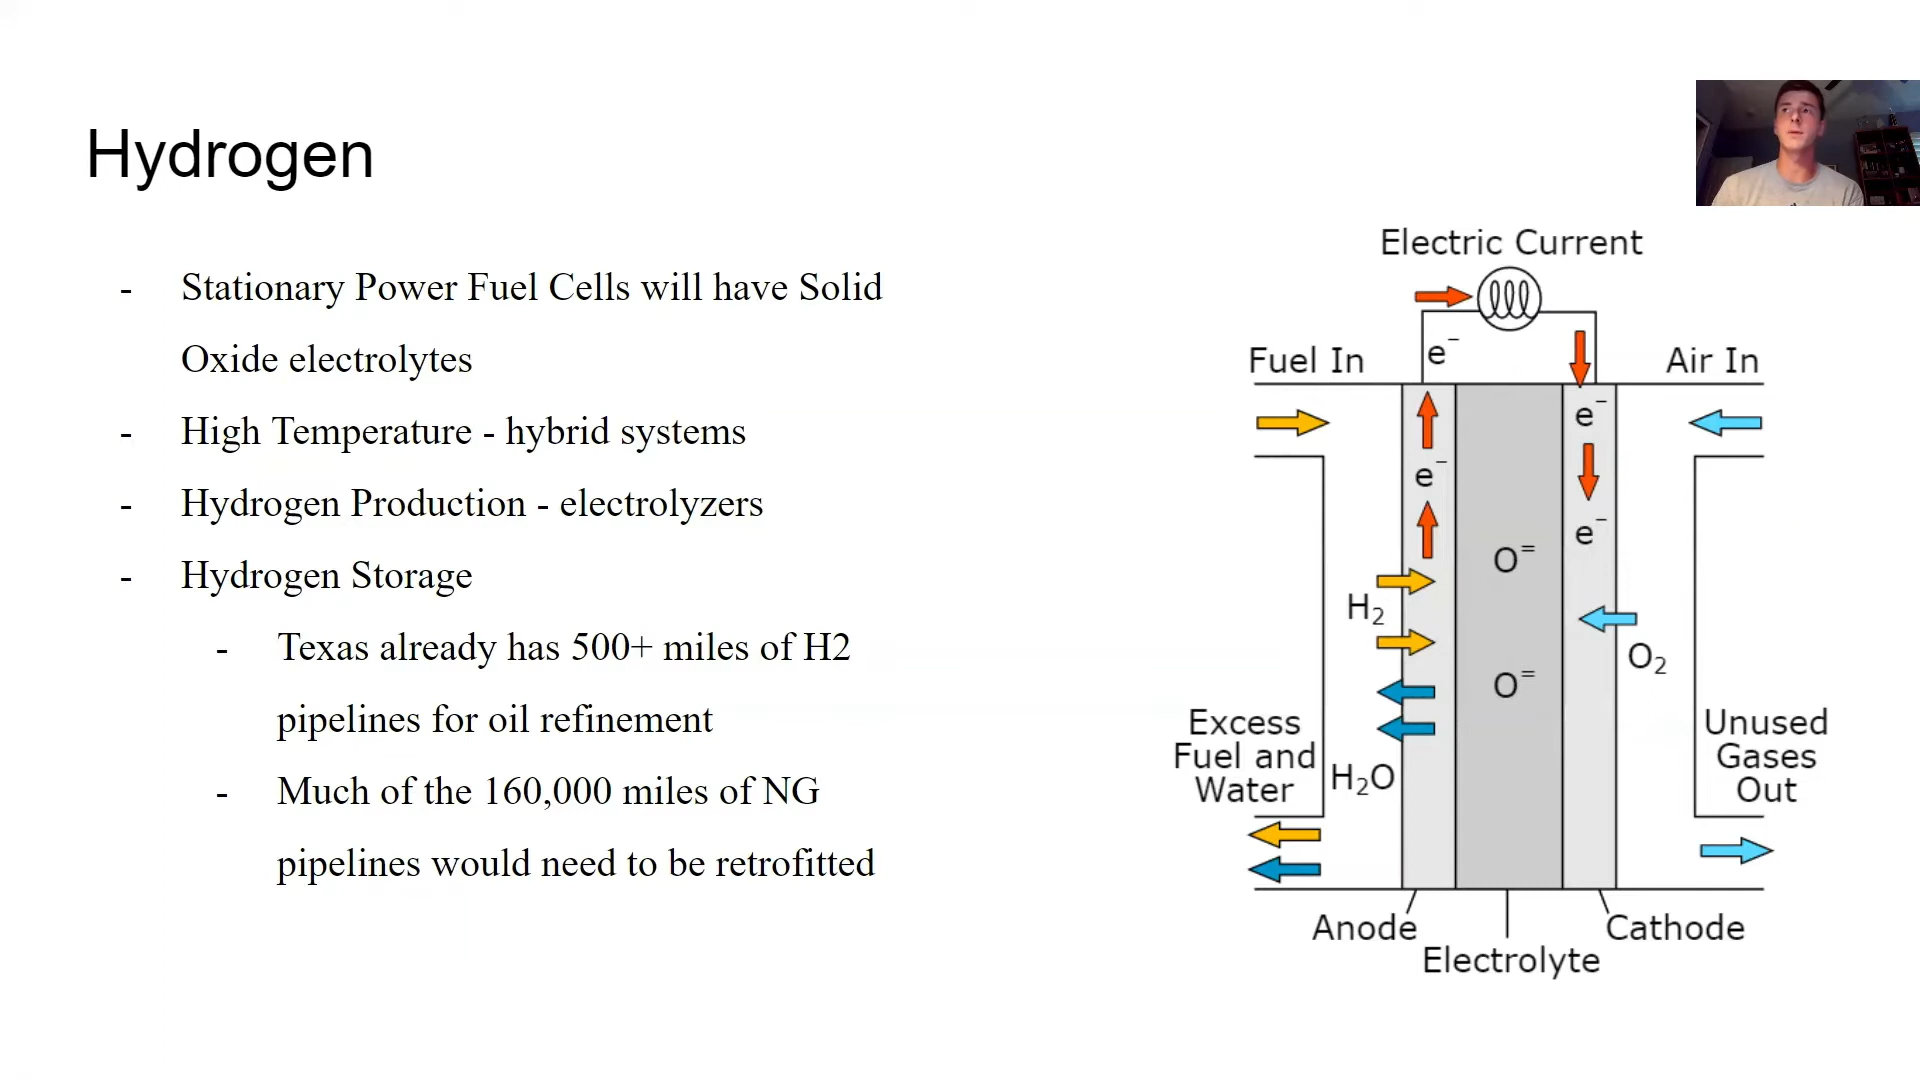 Hydrogen
- Stationary Power Fuel Cells will have Solid
Oxide electrolytes
- High Temperature - hybrid systems
- Hydrogen Production - electrolyzers
- Hydrogen Storage
- Texas already has 500+ miles of H2
pipelines for oil refinement
- Much of the 160,000 miles of NG
pipelines would need to be retrofitted
Electric Current
e⁻
Fuel In
Air In
e⁻
e⁻
e⁻
O⁼
H₂
O₂
O⁼
Excess
Fuel and
Water
H₂O
Unused
Gases
Out
Anode
Cathode
Electrolyte